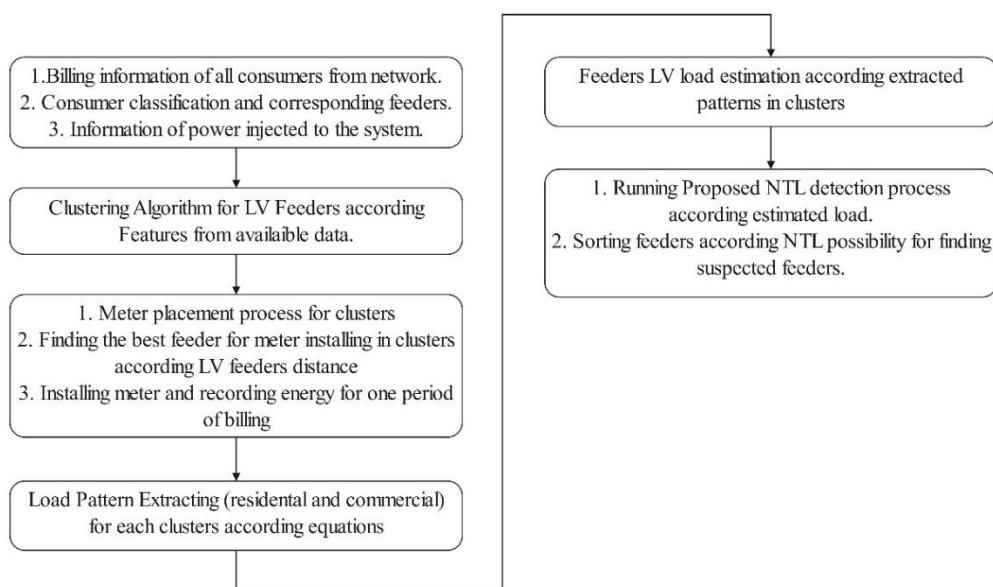 1.Billing information of all consumers from network.
2. Consumer classification and corresponding feeders.
3. Information of power injected to the system.
Clustering Algorithm for LV Feeders according
Features from availaible data.
1. Meter placement process for clusters
2. Finding the best feeder for meter installing in clusters
according LV feeders distance
3. Installing meter and recording energy for one period
of billing
Load Pattern Extracting (residental and commercial)
for each clusters according equations
Feeders LV load estimation according extracted
patterns in clusters
1. Running Proposed NTL detection process
according estimated load.
2. Sorting feeders according NTL possibility for finding
suspected feeders.